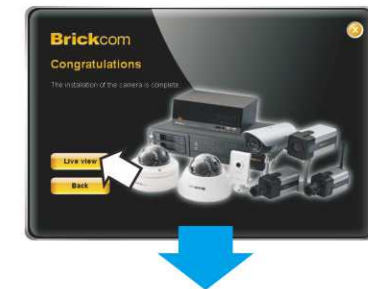 Brickcom
Congratulations
The installation of the camera is complete.
Live view
Back